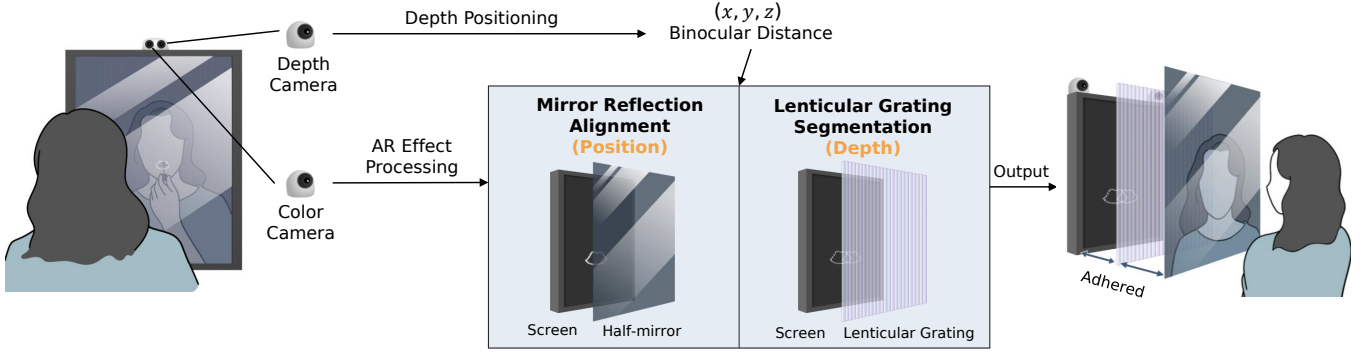 Depth Positioning
(x, y, z)
Binocular Distance
Depth
Camera
AR Effect
Processing
Color
Camera
Mirror Reflection
Alignment
(Position)
Screen
Half-mirror
Lenticular Grating
Segmentation
(Depth)
Screen
Lenticular Grating
Output
Adhered